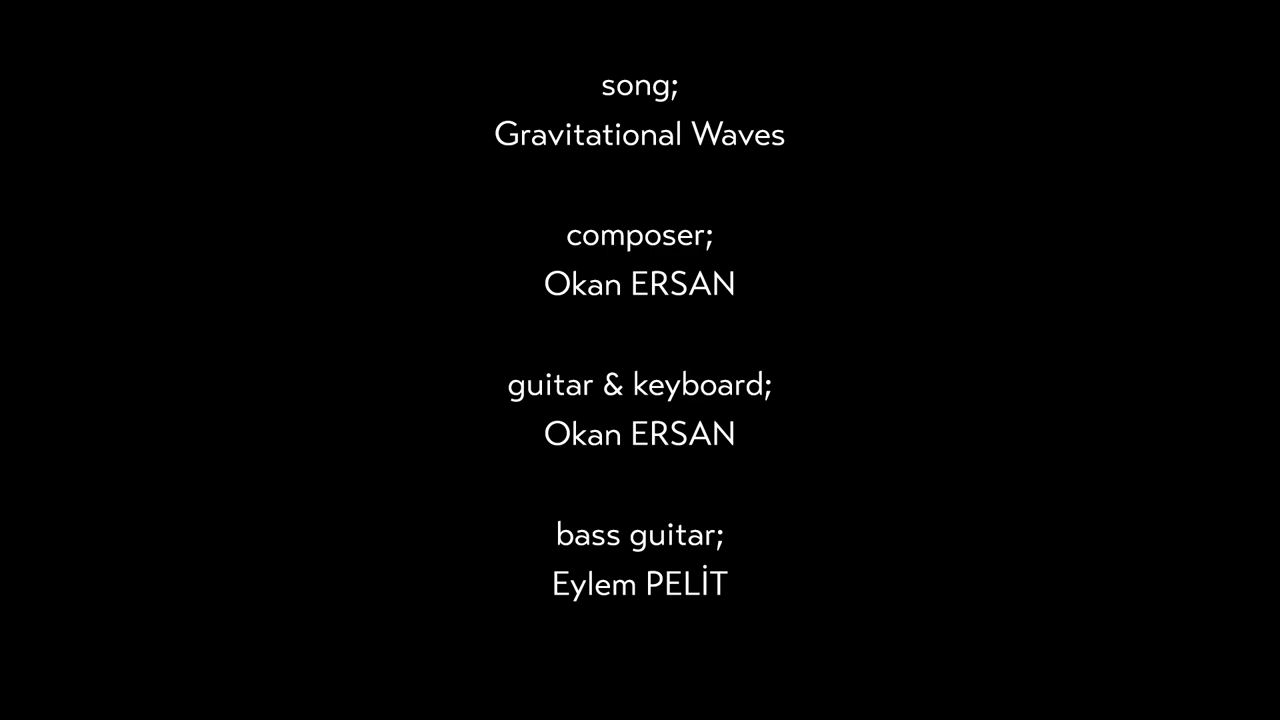 song;
Gravitational Waves
composer;
Okan ERSAN
guitar & keyboard;
Okan ERSAN
bass guitar;
Eylem PELİT